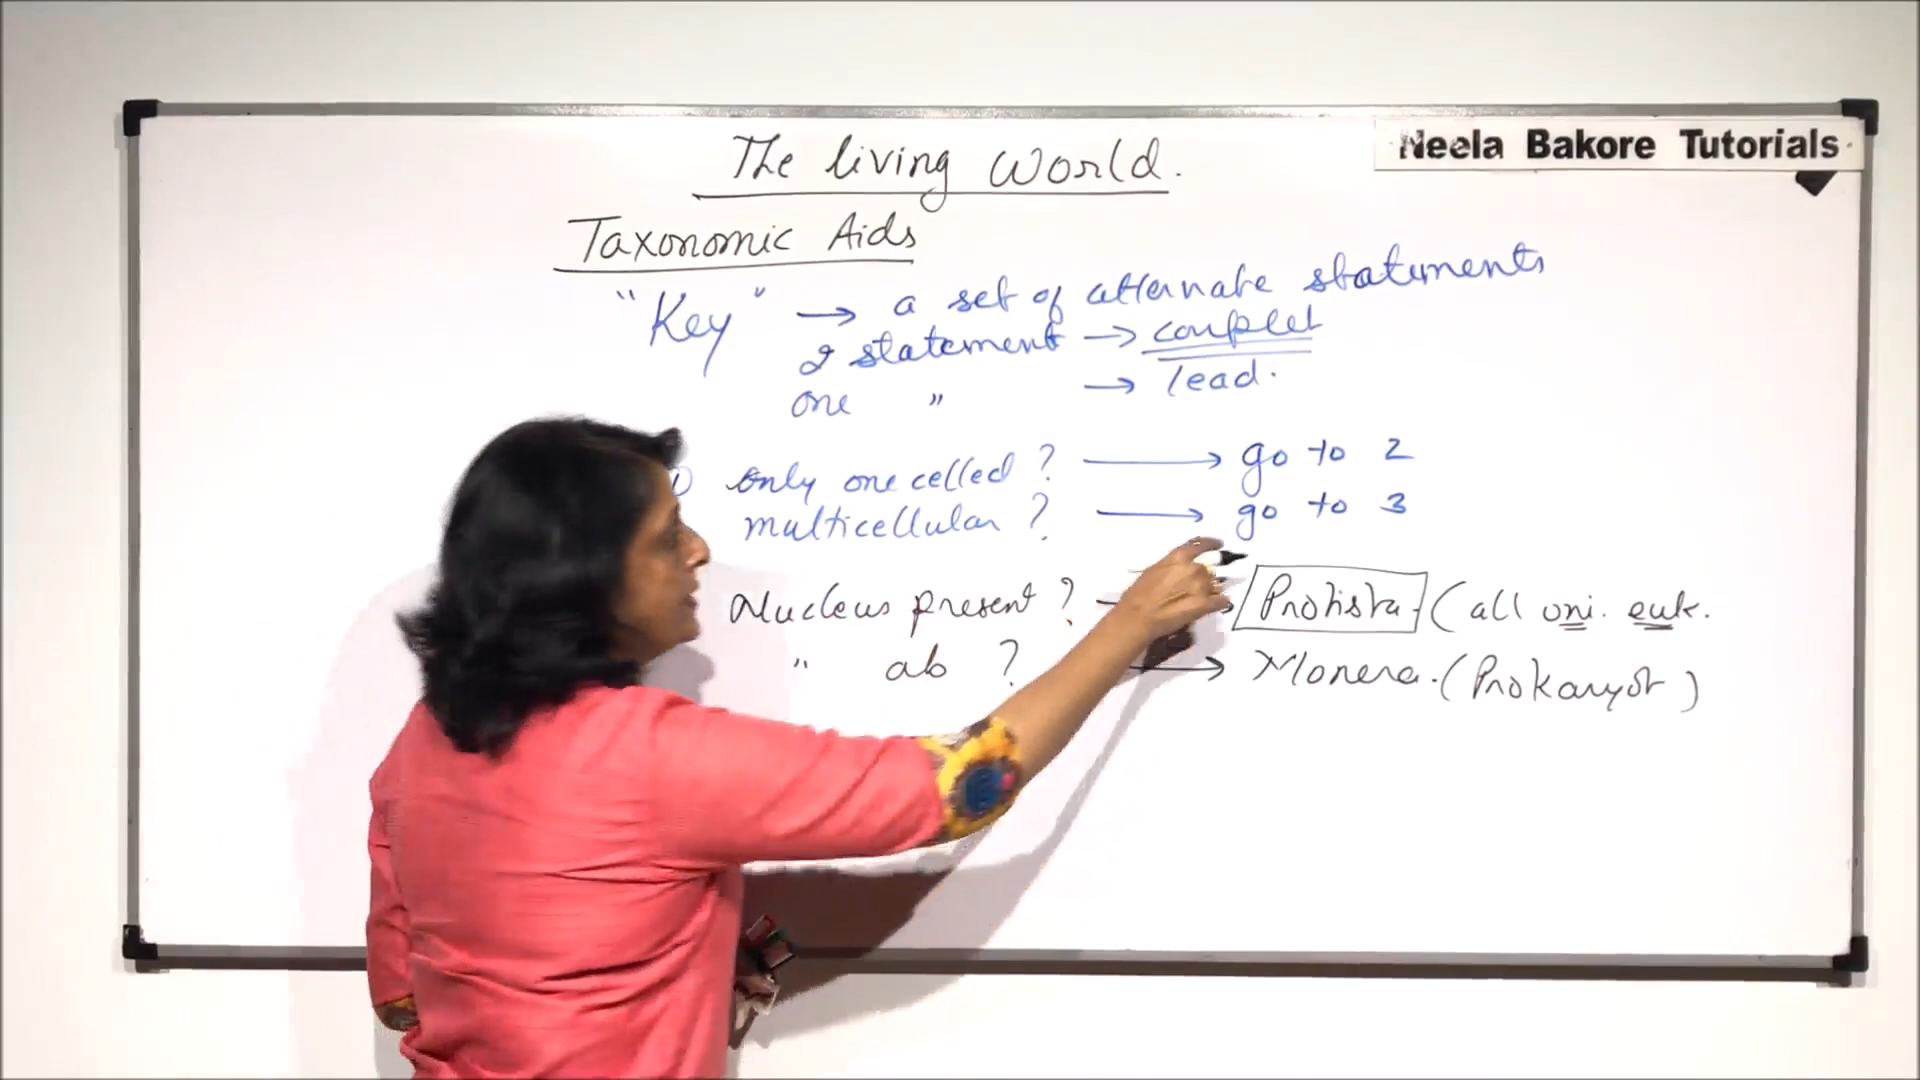 Neela Bakore Tutorials
The living World.
Taxonomic Aids
"Key" → a set of alternate statements
2 statement → couplet
one " → lead.
only one celled ? → go to 2
multicellular ? → go to 3
Nucleus present ? → Protista (all uni. euk.
" ab ? → Monera. (Prokaryot)